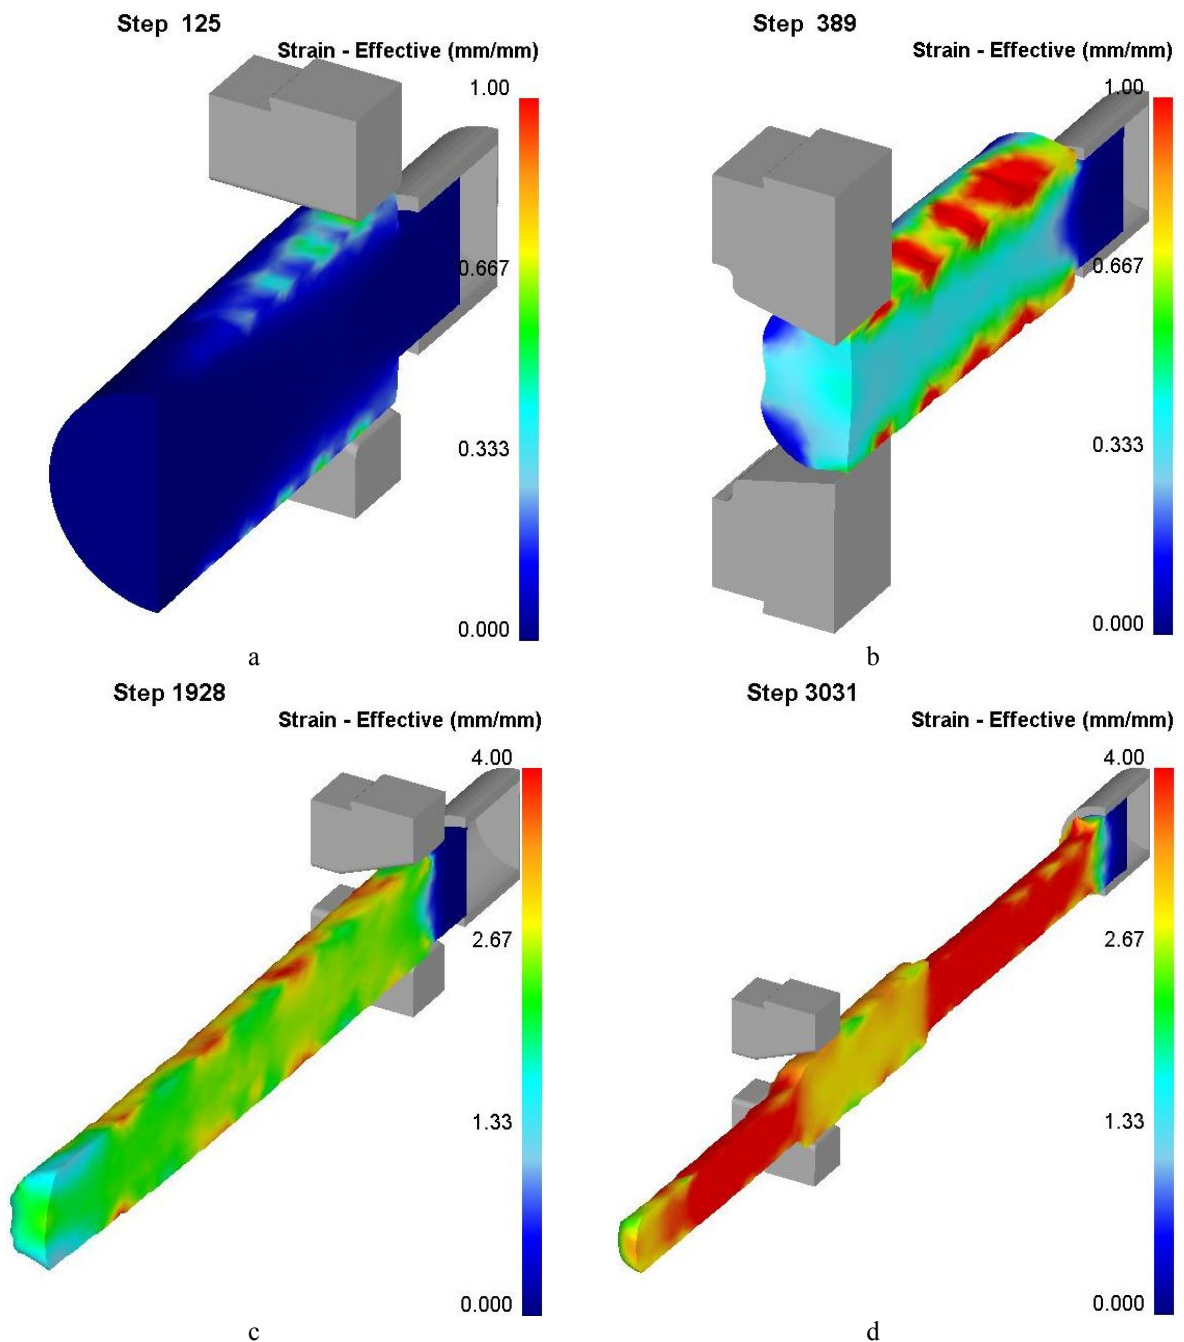 Step 125
Strain - Effective (mm/mm)
1.00
0.667
0.333
0.000
a
Step 389
Strain - Effective (mm/mm)
1.00
0.667
0.333
0.000
b
Step 1928
Strain - Effective (mm/mm)
4.00
2.67
1.33
0.000
c
Step 3031
Strain - Effective (mm/mm)
4.00
2.67
1.33
0.000
d